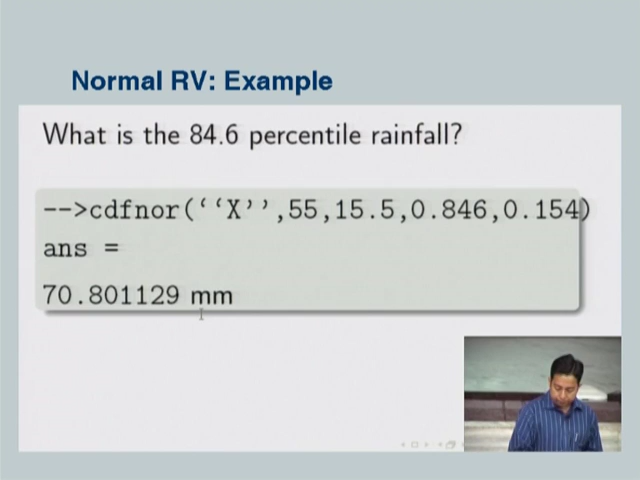 Normal RV: Example
What is the 84.6 percentile rainfall?
-->cdfnor(‘‘X’’,55,15.5,0.846,0.154)
ans =
70.801129 mm